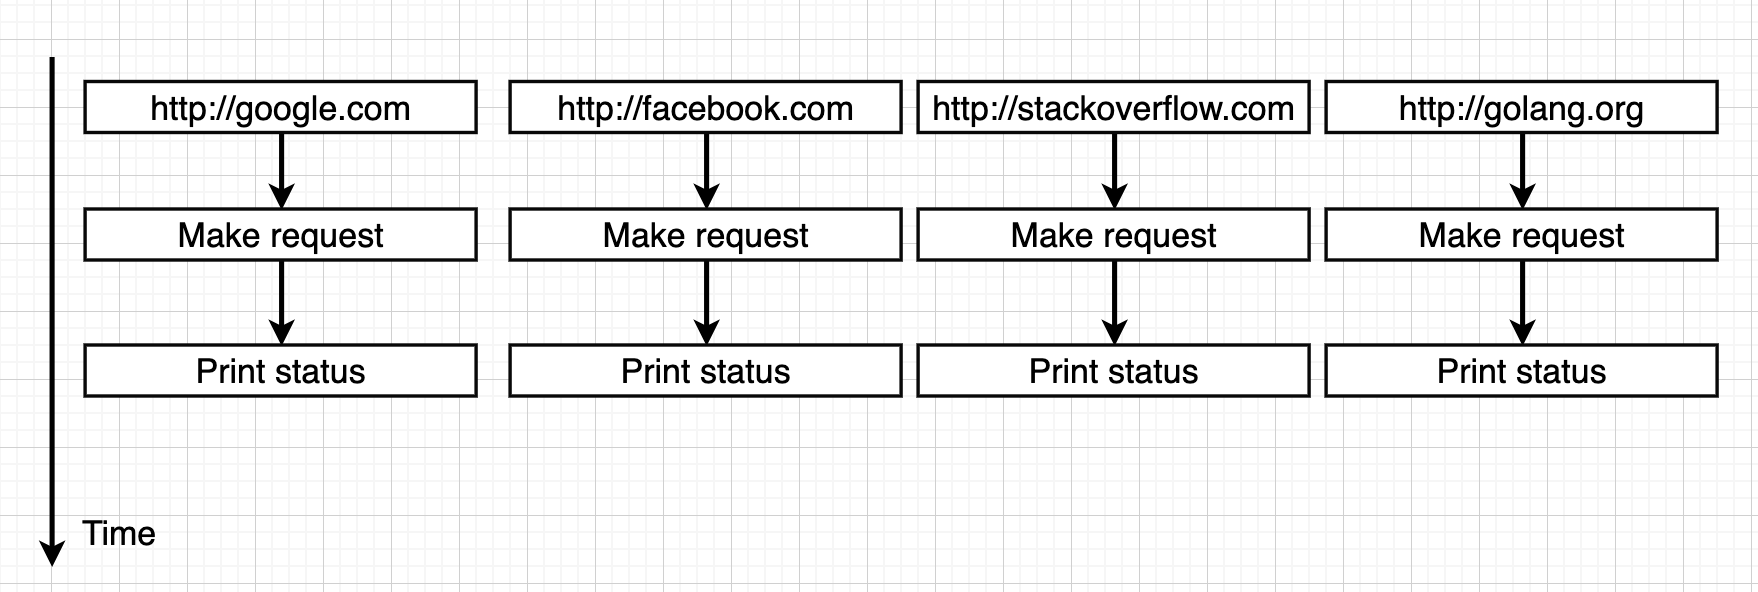 http://google.com
http://facebook.com
http://stackoverflow.com
http://golang.org
Make request
Make request
Make request
Make request
Print status
Print status
Print status
Print status
Time